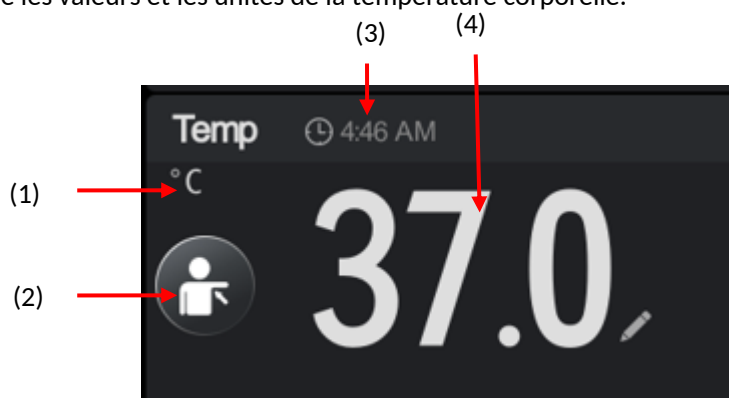 e les valeurs et les unités de la température corporelle.
(3)
(4)
Temp 4:46 AM
(1)
°C
37.0
(2)